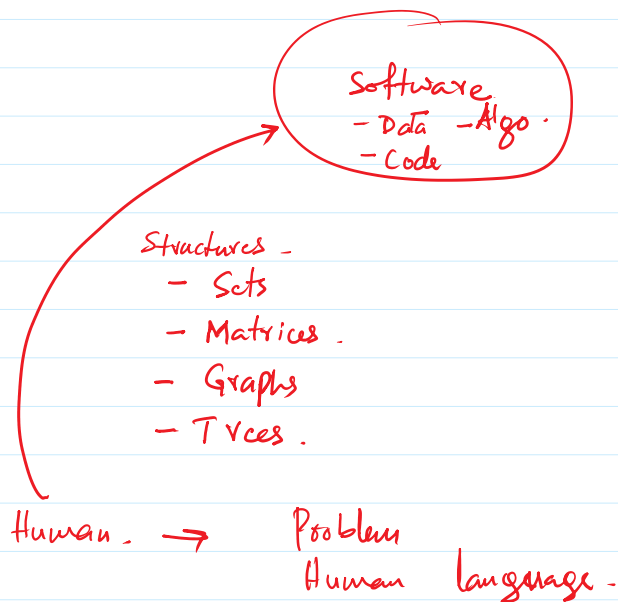 Software
- Data - Algo.
- Code
Structures -
- Sets
- Matrices.
- Graphs
- Trees.
Human. → Problem
Human Language.